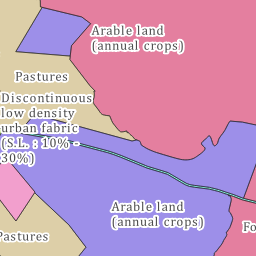 Arable land
(annual crops)
Pastures
Discontinuous
low density
urban fabric
(S.L. : 10% -
30%)
Arable land
(annual crops)
Pastures
Fo